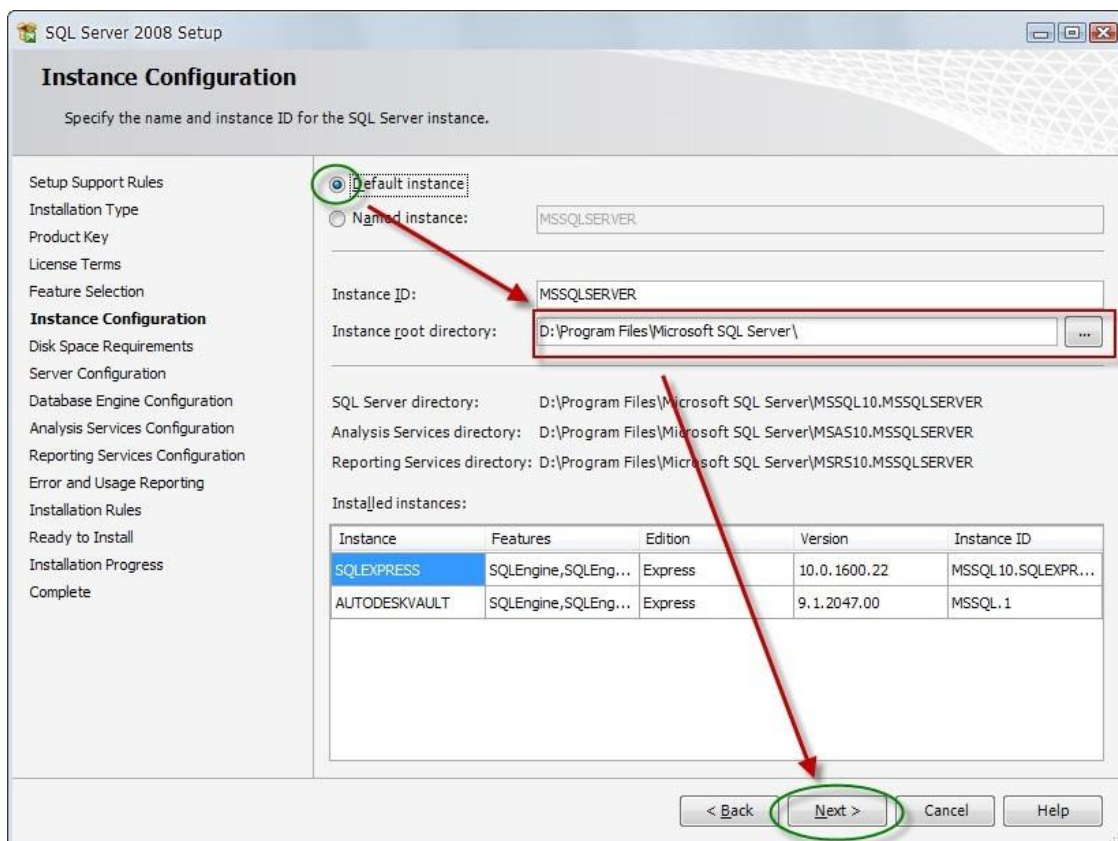 SQL Server 2008 Setup
Instance Configuration
Specify the name and instance ID for the SQL Server instance.
Setup Support Rules
Installation Type
Product Key
License Terms
Feature Selection
Instance Configuration
Disk Space Requirements
Server Configuration
Database Engine Configuration
Analysis Services Configuration
Reporting Services Configuration
Error and Usage Reporting
Installation Rules
Ready to Install
Installation Progress
Complete
Default instance
Named instance: MSSQLSERVER
Instance ID: MSSQLSERVER
Instance root directory: D:\Program Files\Microsoft SQL Server\ ...
SQL Server directory: D:\Program Files\Microsoft SQL Server\MSSQL10.MSSQLSERVER
Analysis Services directory: D:\Program Files\Microsoft SQL Server\MSAS10.MSSQLSERVER
Reporting Services directory: D:\Program Files\Microsoft SQL Server\MSRS10.MSSQLSERVER
Installed instances:
Instance Features Edition Version Instance ID
SQLEXPRESS SQLEngine,SQLEng... Express 10.0.1600.22 MSSQL10.SQLEXPR...
AUTODESKVAULT SQLEngine,SQLEng... Express 9.1.2047.00 MSSQL.1
< Back Next > Cancel Help